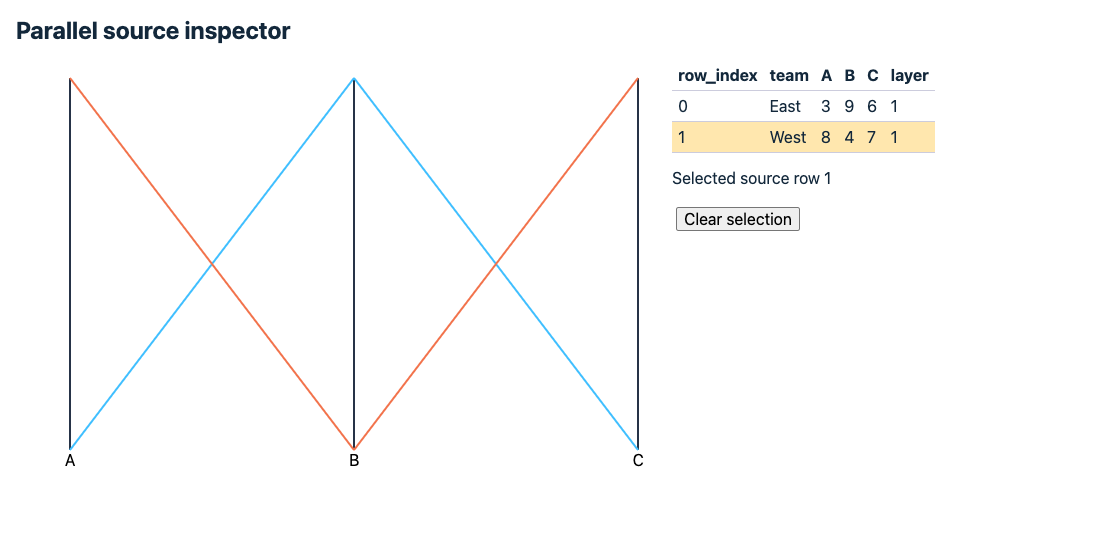 Parallel source inspector
row_index team A B C layer
0 East 3 9 6 1
1 West 8 4 7 1
Selected source row 1
Clear selection
A B C